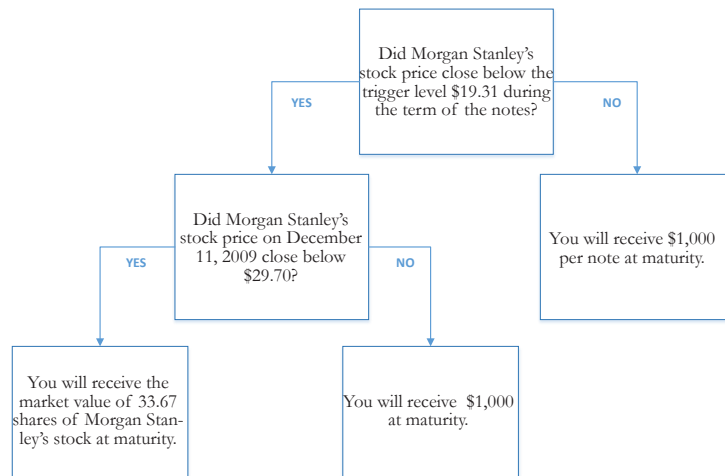 Did Morgan Stanley's
stock price close below the
trigger level $19.31 during
the term of the notes?
YES
NO
Did Morgan Stanley's
stock price on December
11, 2009 close below
$29.70?
You will receive $1,000
per note at maturity.
YES
NO
You will receive the
market value of 33.67
shares of Morgan Stan-
ley's stock at maturity.
You will receive $1,000
at maturity.